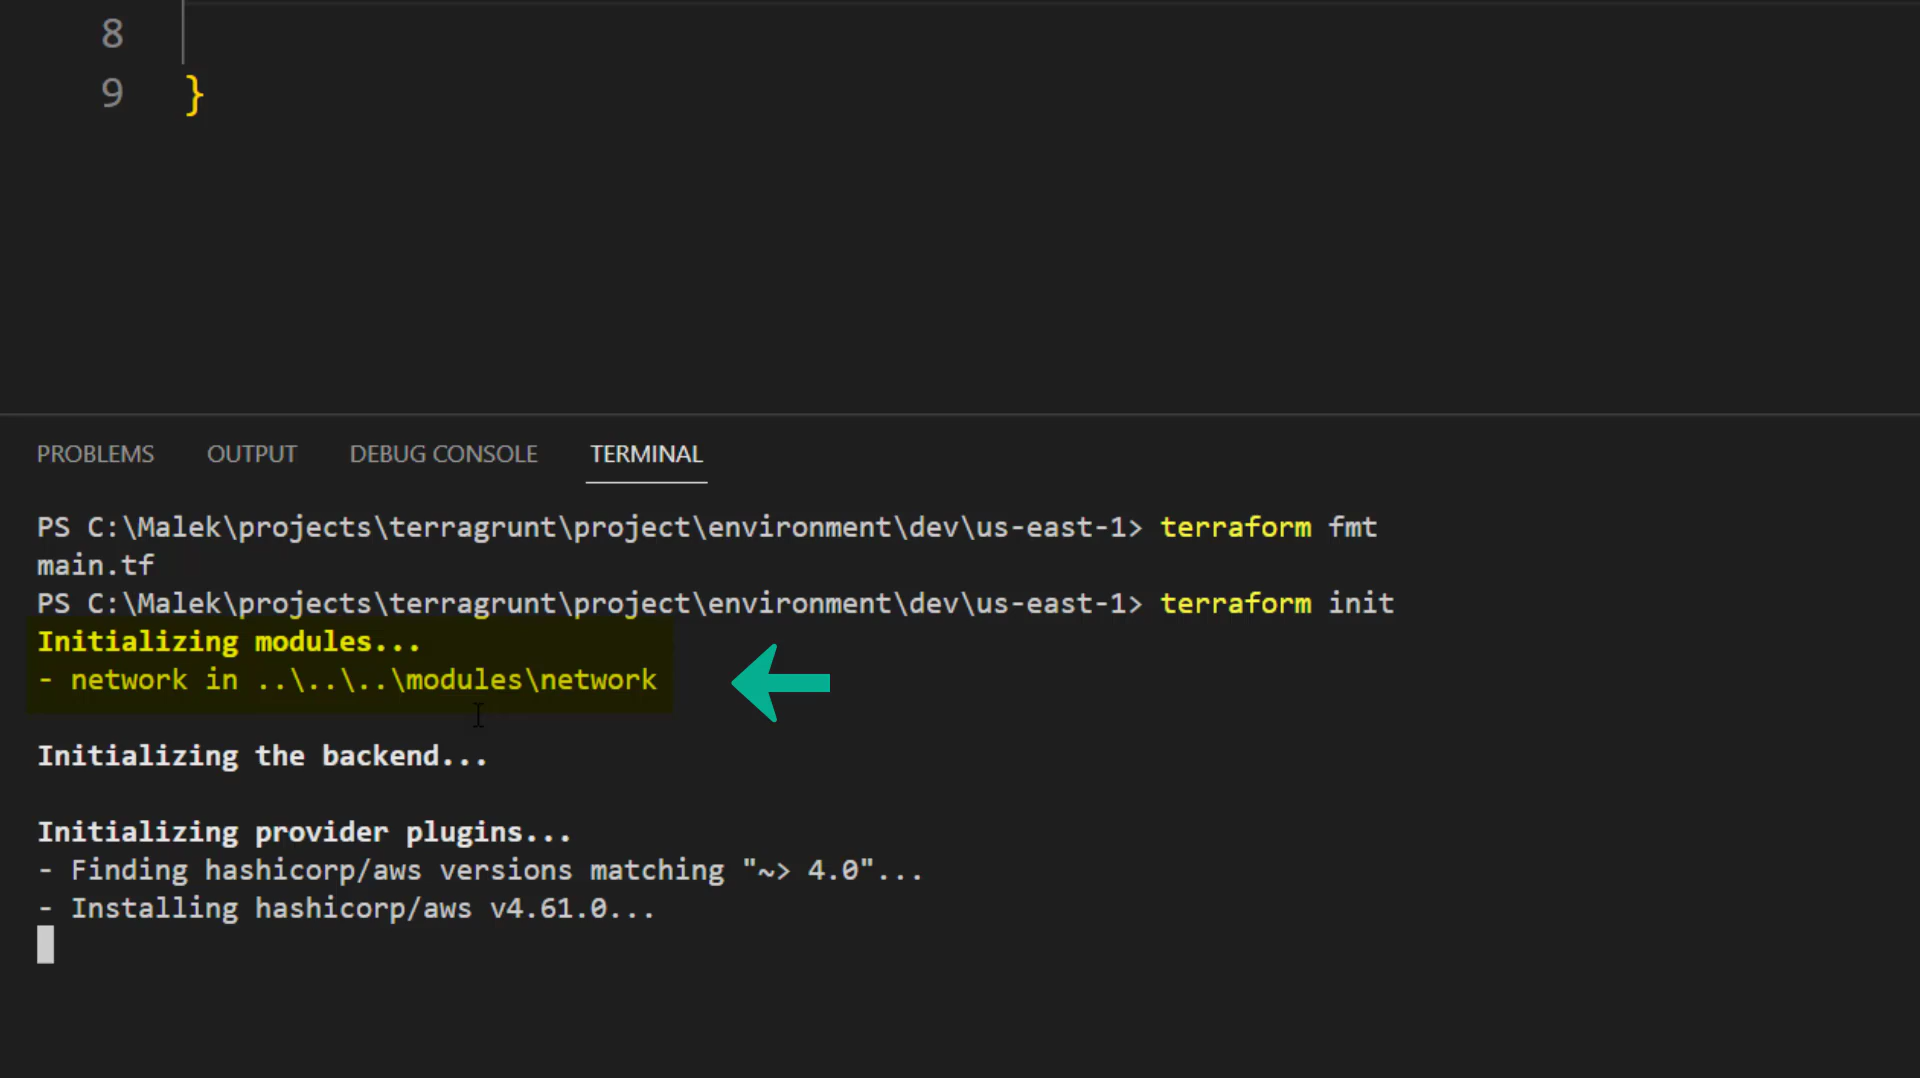 8
9 }
PROBLEMS OUTPUT DEBUG CONSOLE TERMINAL
PS C:\Malek\projects\terragrunt\project\environment\dev\us-east-1> terraform fmt
main.tf
PS C:\Malek\projects\terragrunt\project\environment\dev\us-east-1> terraform init
Initializing modules...
- network in ..\..\..\modules\network
Initializing the backend...
Initializing provider plugins...
- Finding hashicorp/aws versions matching "~> 4.0"...
- Installing hashicorp/aws v4.61.0...